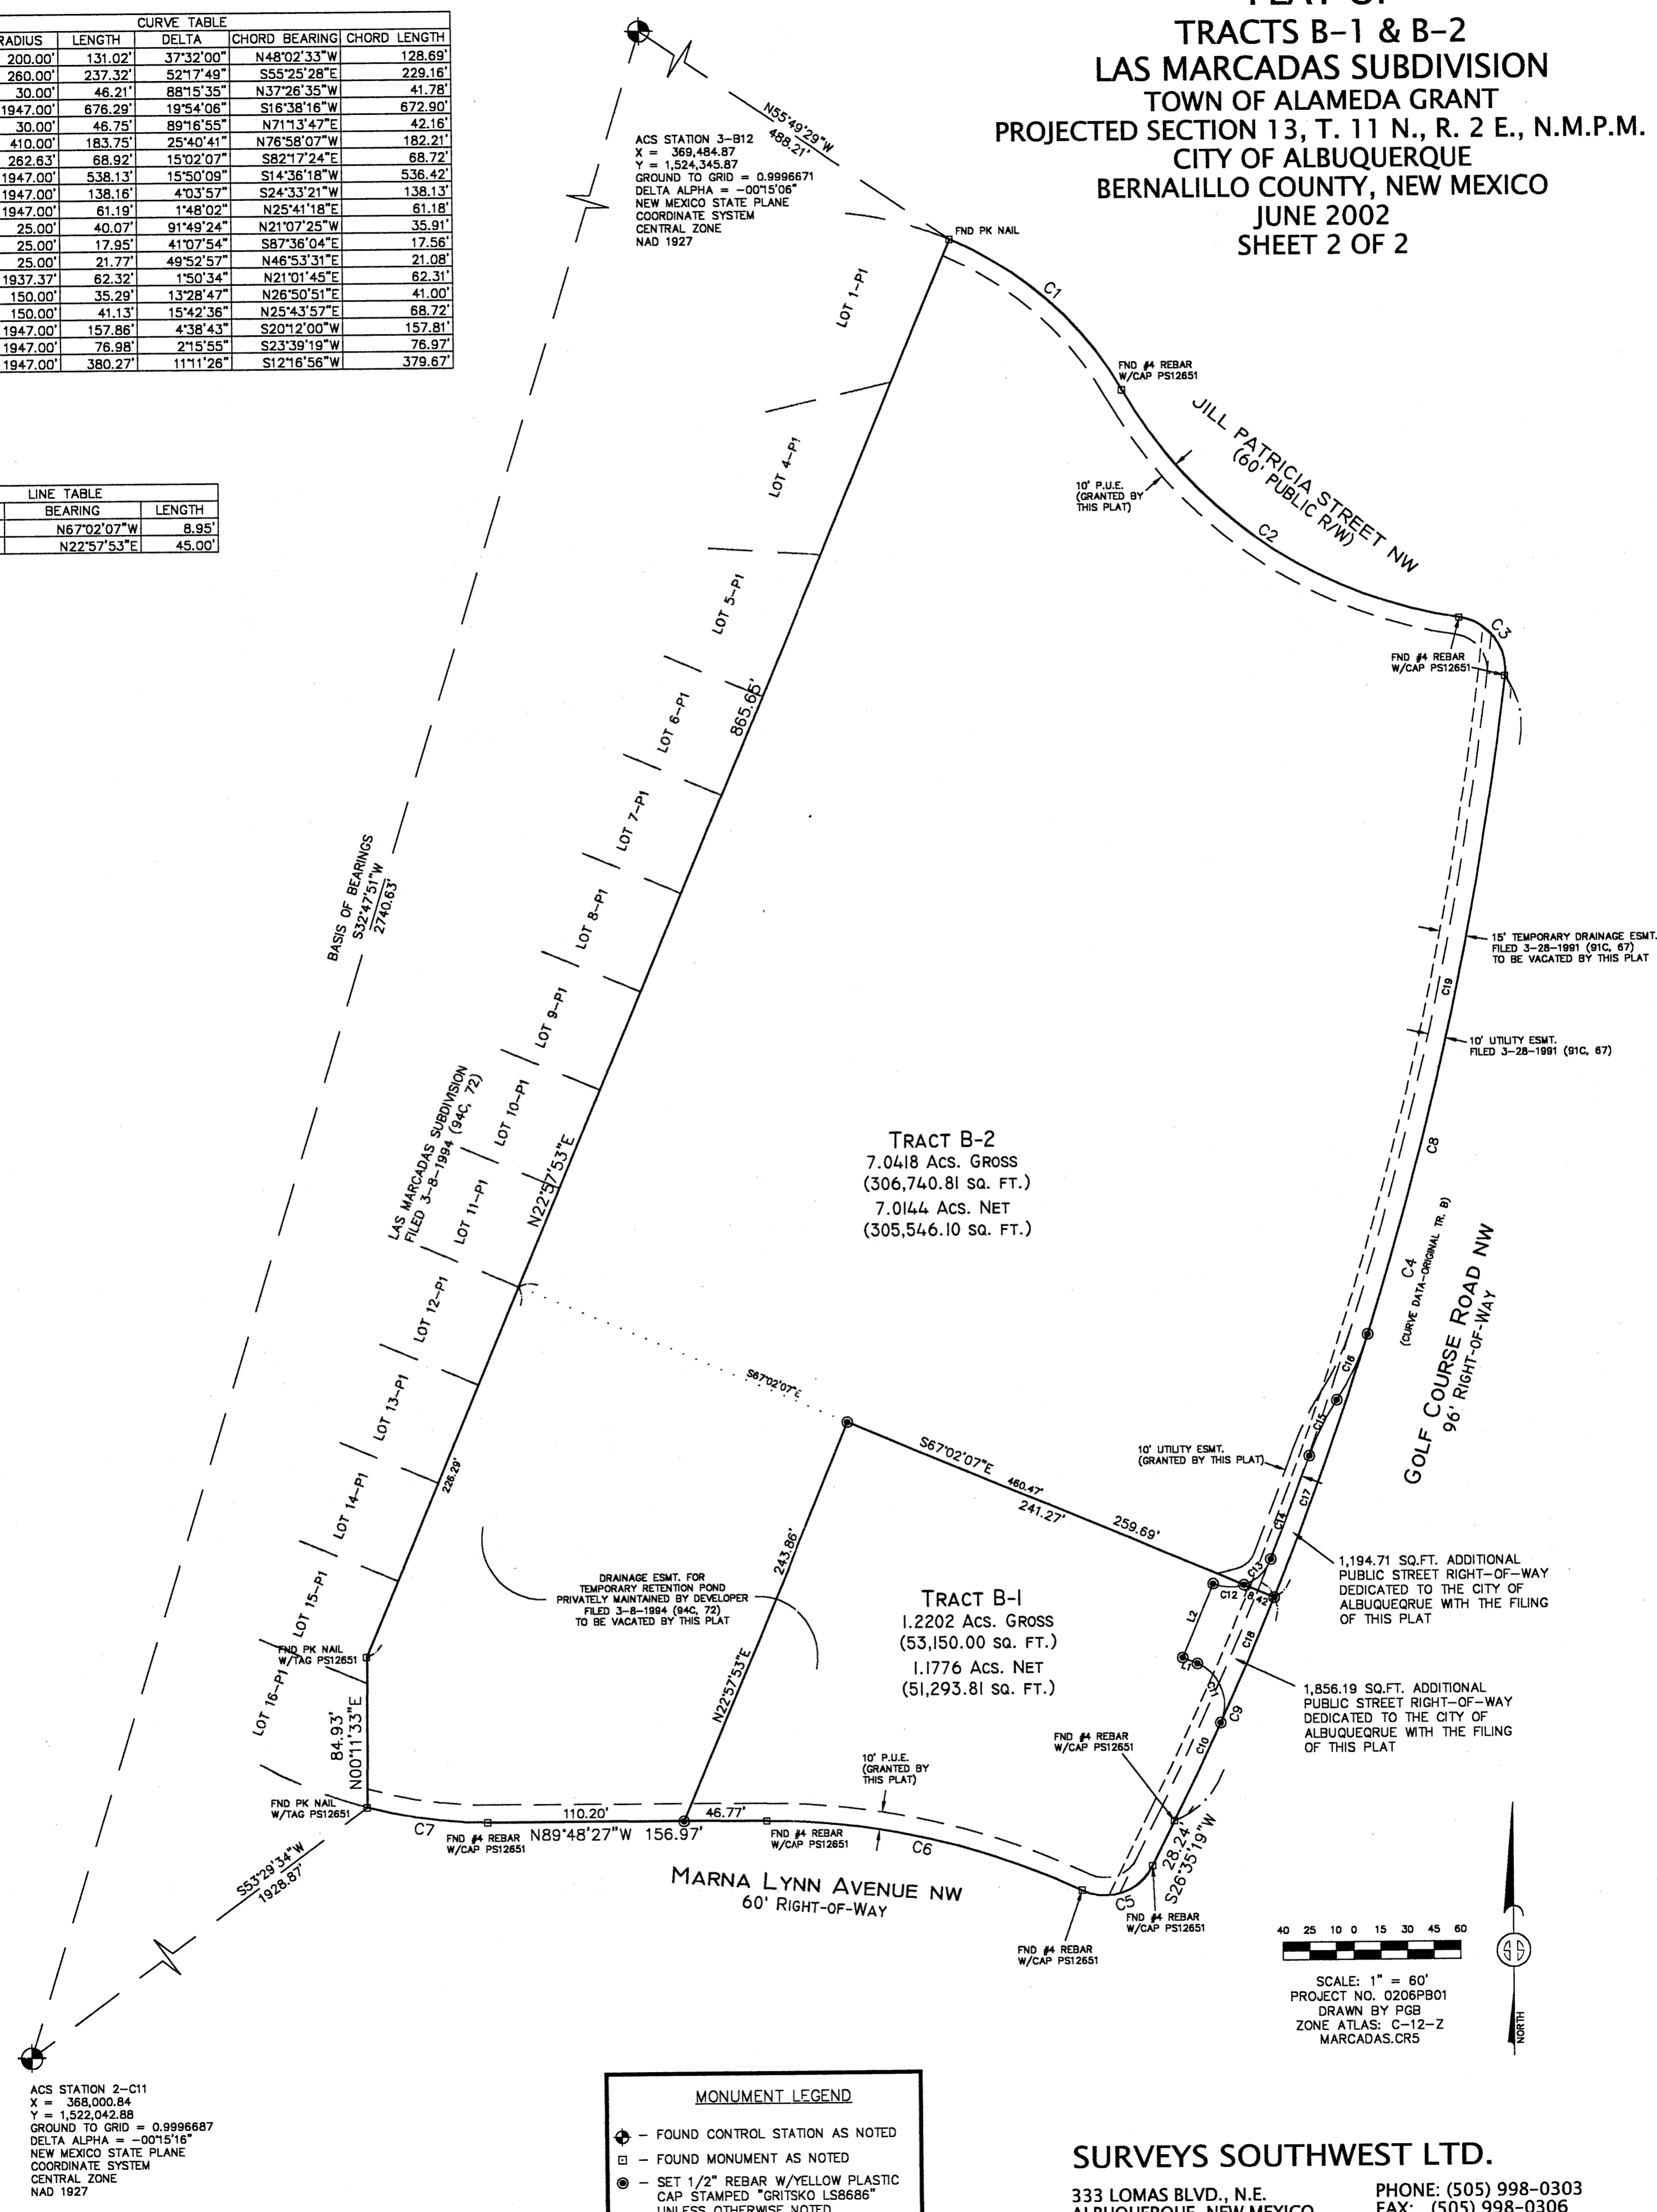 TRACTS B-1 & B-2
LAS MARCADAS SUBDIVISION
TOWN OF ALAMEDA GRANT
PROJECTED SECTION 13, T. 11 N., R. 2 E., N.M.P.M.
CITY OF ALBUQUERQUE
BERNALILLO COUNTY, NEW MEXICO
JUNE 2002
SHEET 2 OF 2
CURVE TABLE
RADIUS LENGTH DELTA CHORD BEARING CHORD LENGTH
200.00' 131.02' 37°32'00" N48°02'33"W 128.69'
260.00' 237.32' 52°17'49" S55°25'28"E 229.16'
30.00' 46.21' 88°15'35" N37°26'35"W 41.78'
1947.00' 676.29' 19°54'06" S16°38'16"W 672.90'
30.00' 46.75' 89°16'55" N71°13'47"E 42.16'
410.00' 183.75' 25°40'41" N76°58'07"W 182.21'
262.63' 68.92' 15°02'07" S82°17'24"E 68.72'
1947.00' 538.13' 15°50'09" S14°36'18"W 536.42'
1947.00' 138.16' 4°03'57" S24°33'21"W 138.13'
1947.00' 61.19' 1°48'02" N25°41'18"E 61.18'
25.00' 40.07' 91°49'24" N21°07'25"W 35.91'
25.00' 17.95' 41°07'54" S87°36'04"E 17.56'
25.00' 21.77' 49°52'57" N46°53'31"E 21.08'
1937.37' 62.32' 1°50'34" N21°01'45"E 62.31'
150.00' 35.29' 13°28'47" N26°50'51"E 41.00'
150.00' 41.13' 15°42'36" N25°43'57"E 68.72'
1947.00' 157.86' 4°38'43" S20°12'00"W 157.81'
1947.00' 76.98' 2°15'55" S23°39'19"W 76.97'
1947.00' 380.27' 11°11'26" S12°16'56"W 379.67'
LINE TABLE
BEARING LENGTH
N67°02'07"W 8.95'
N22°57'53"E 45.00'
N55°49'29"W
488.21'
ACS STATION 3-B12
X = 369,484.87
Y = 1,524,345.87
GROUND TO GRID = 0.9996671
DELTA ALPHA = -00°15'06"
NEW MEXICO STATE PLANE
COORDINATE SYSTEM
CENTRAL ZONE
NAD 1927
FND PK NAIL
C1
FND #4 REBAR
W/CAP PS12651
JILL PATRICIA STREET NW
(60' PUBLIC R/W)
10' P.U.E.
(GRANTED BY
THIS PLAT)
C2
C3
FND #4 REBAR
W/CAP PS12651
LOT 1-P1
LOT 4-P1
LOT 5-P1
LOT 6-P1
LOT 7-P1
LOT 8-P1
LOT 9-P1
LOT 10-P1
LOT 11-P1
LOT 12-P1
LOT 13-P1
LOT 14-P1
LOT 15-P1
LOT 16-P1
865.65'
N22°57'53"E
226.29'
BASIS OF BEARINGS
S32°47'51"W
2740.63'
LAS MARCADAS SUBDIVISION
FILED 3-8-1994 (94C, 72)
15' TEMPORARY DRAINAGE ESMT.
FILED 3-28-1991 (91C, 67)
TO BE VACATED BY THIS PLAT
C19
10' UTILITY ESMT.
FILED 3-28-1991 (91C, 67)
C8
TRACT B-2
7.0418 ACS. GROSS
(306,740.81 SQ. FT.)
7.0144 ACS. NET
(305,546.10 SQ. FT.)
C4
(CURVE DATA-ORIGINAL TR. B)
GOLF COURSE ROAD NW
96' RIGHT-OF-WAY
C16
C15
C17
C14
C13
C12
8.42'
S67°02'07"E
S67°02'07"E
460.47'
241.27'
259.69'
10' UTILITY ESMT.
(GRANTED BY THIS PLAT)
243.86'
N22°57'53"E
DRAINAGE ESMT. FOR
TEMPORARY RETENTION POND
PRIVATELY MAINTAINED BY DEVELOPER
FILED 3-8-1994 (94C, 72)
TO BE VACATED BY THIS PLAT
TRACT B-1
1.2202 ACS. GROSS
(53,150.00 SQ. FT.)
1.1776 ACS. NET
(51,293.81 SQ. FT.)
L2
L1
C11
C18
C9
C10
1,194.71 SQ.FT. ADDITIONAL
PUBLIC STREET RIGHT-OF-WAY
DEDICATED TO THE CITY OF
ALBUQUEQRUE WITH THE FILING
OF THIS PLAT
1,856.19 SQ.FT. ADDITIONAL
PUBLIC STREET RIGHT-OF-WAY
DEDICATED TO THE CITY OF
ALBUQUEQRUE WITH THE FILING
OF THIS PLAT
FND PK NAIL
W/TAG PS12651
84.93'
N00°11'33"E
FND PK NAIL
W/TAG PS12651
C7
FND #4 REBAR
W/CAP PS12651
110.20'
46.77'
N89°48'27"W 156.97'
FND #4 REBAR
W/CAP PS12651
10' P.U.E.
(GRANTED BY
THIS PLAT)
C6
FND #4 REBAR
W/CAP PS12651
28.24'
S26°35'19"W
C5
FND #4 REBAR
W/CAP PS12651
FND #4 REBAR
W/CAP PS12651
MARNA LYNN AVENUE NW
60' RIGHT-OF-WAY
S53°29'34"W
1928.87'
40 25 10 0 15 30 45 60
SCALE: 1" = 60'
PROJECT NO. 0206PB01
DRAWN BY PGB
ZONE ATLAS: C-12-Z
MARCADAS.CR5
NORTH
ACS STATION 2-C11
X = 368,000.84
Y = 1,522,042.88
GROUND TO GRID = 0.9996687
DELTA ALPHA = -00°15'16"
NEW MEXICO STATE PLANE
COORDINATE SYSTEM
CENTRAL ZONE
NAD 1927
MONUMENT LEGEND
- FOUND CONTROL STATION AS NOTED
- FOUND MONUMENT AS NOTED
- SET 1/2" REBAR W/YELLOW PLASTIC
CAP STAMPED "GRITSKO LS8686"
UNLESS OTHERWISE NOTED
SURVEYS SOUTHWEST LTD.
333 LOMAS BLVD., N.E.
ALBUQUERQUE, NEW MEXICO
PHONE: (505) 998-0303
FAX: (505) 998-0306